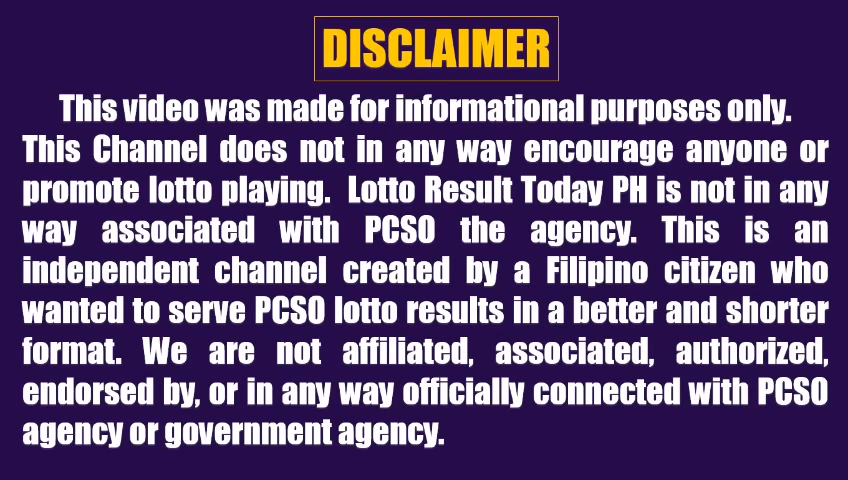 DISCLAIMER
This video was made for informational purposes only.
This Channel does not in any way encourage anyone or
promote lotto playing. Lotto Result Today PH is not in any
way associated with PCSO the agency. This is an
independent channel created by a Filipino citizen who
wanted to serve PCSO lotto results in a better and shorter
format. We are not affiliated, associated, authorized,
endorsed by, or in any way officially connected with PCSO
agency or government agency.